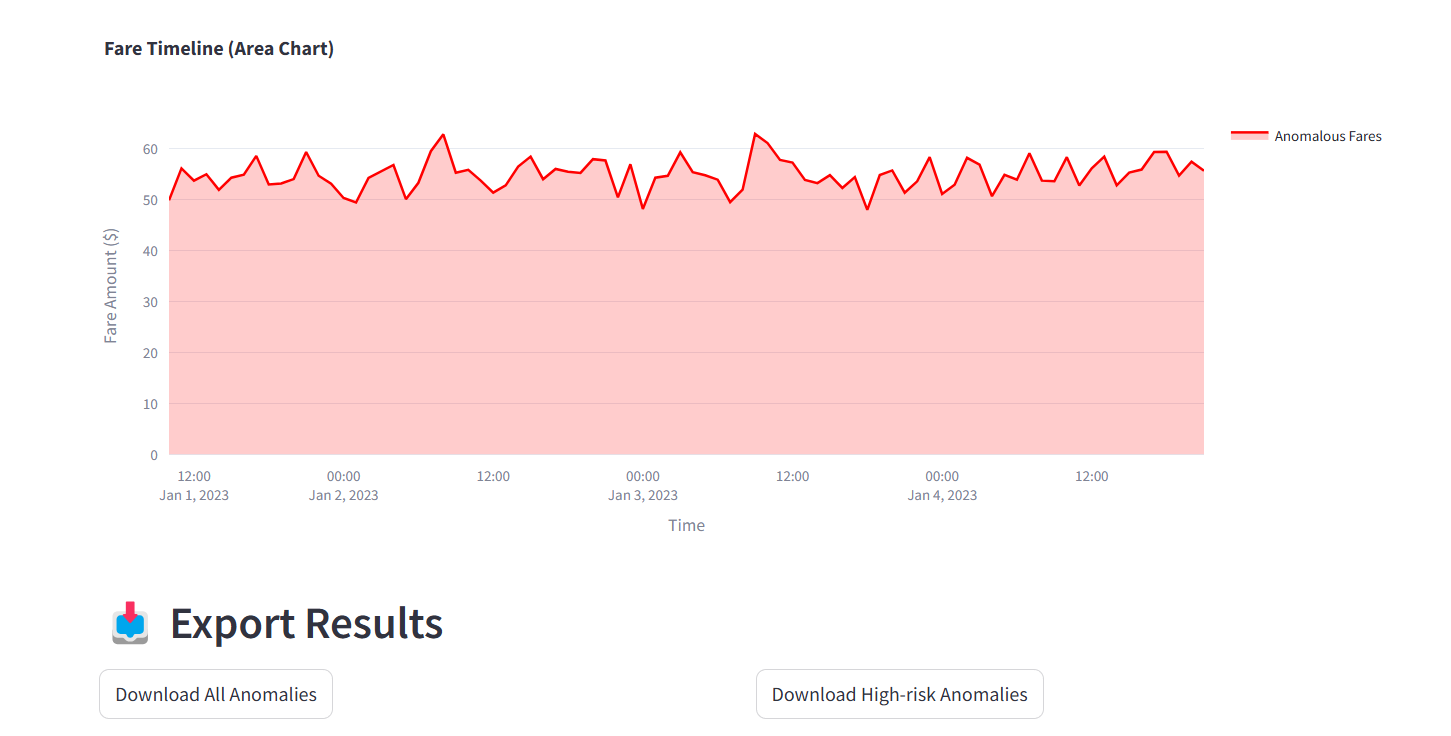 Fare Timeline (Area Chart)
Anomalous Fares
60
50
40
30
20
10
0
Fare Amount ($)
12:00 00:00 12:00 00:00 12:00 00:00 12:00
Jan 1, 2023 Jan 2, 2023 Jan 3, 2023 Jan 4, 2023
Time
Export Results
Download All Anomalies Download High-risk Anomalies